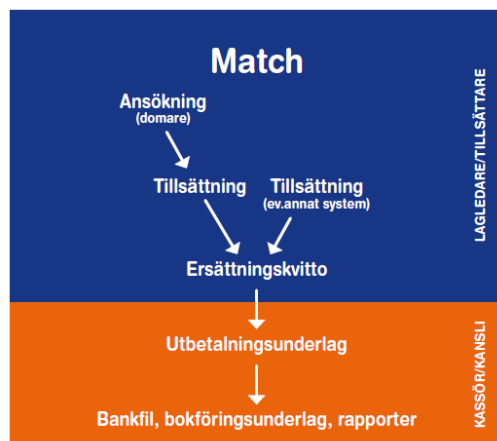 Match
Ansökning
(domare)
Tillsättning
Tillsättning
(ev.annat system)
Ersättningskvitto
LAGLEDARE/TILLSÄTTARE
Utbetalningsunderlag
Bankfil, bokföringsunderlag, rapporter
KASSÖR/KANSLI